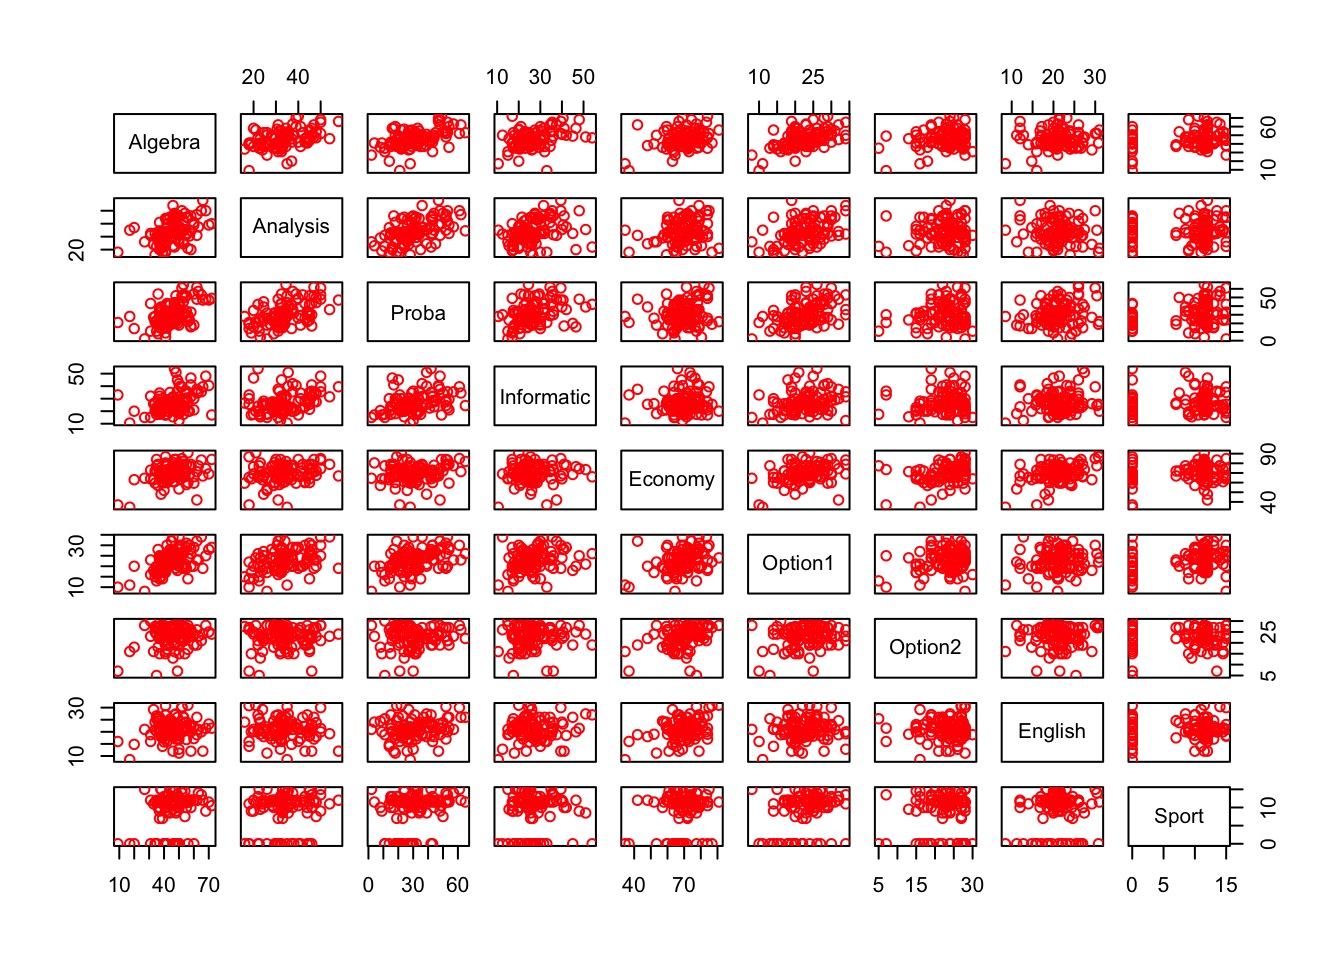 20 40 10 30 50 10 25 10 20 30
Algebra 10 60
20 Analysis
Proba 0 50
10 50 Informatic
Economy 40 90
10 30 Option1
Option2 5 25
10 30 English
Sport 0 10
10 40 70 0 30 60 40 70 5 15 30 0 5 15